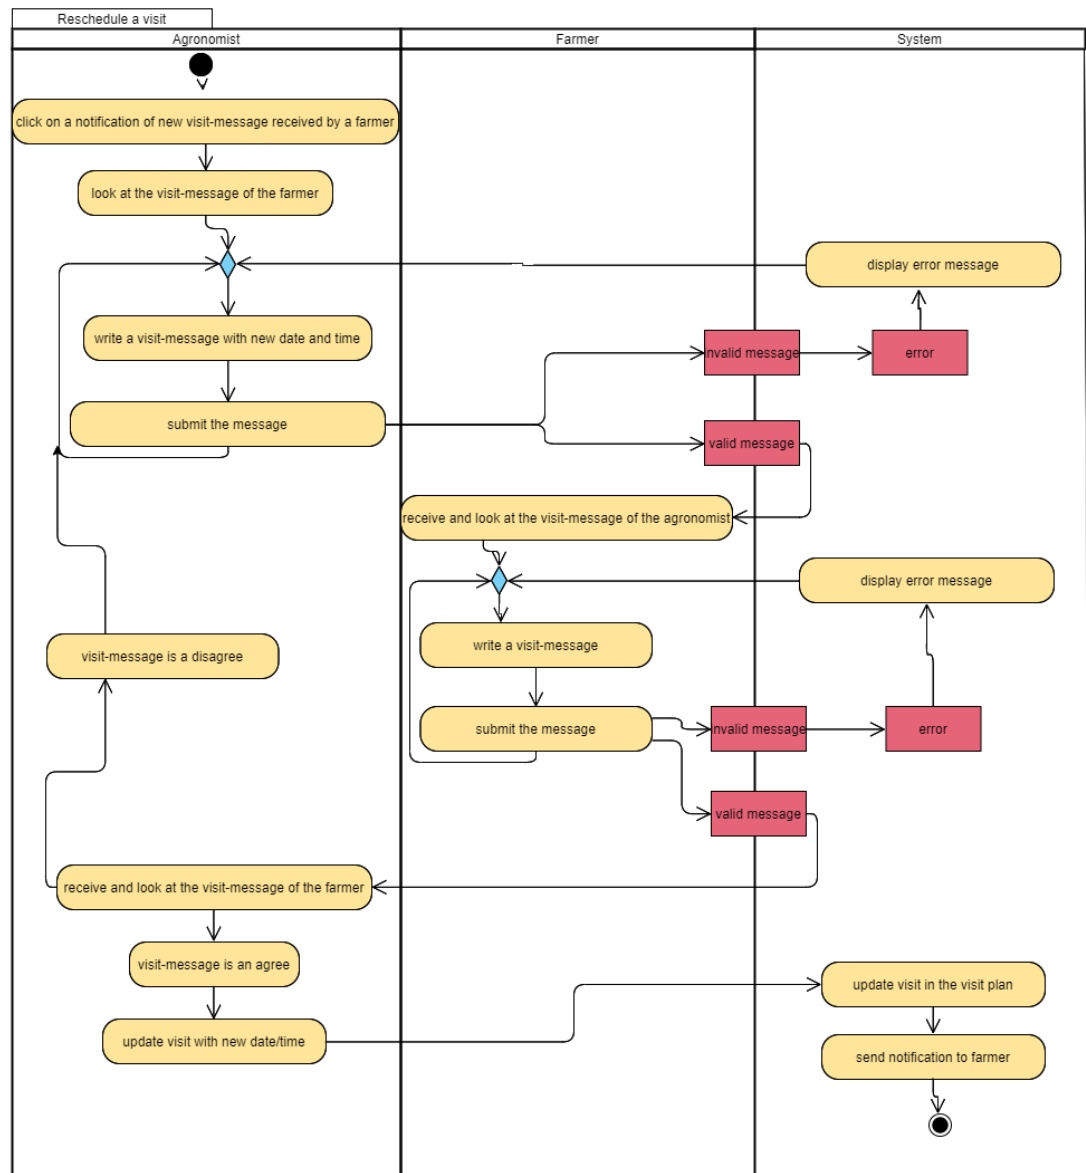 Reschedule a visit
Agronomist
Farmer
System
click on a notification of new visit-message received by a farmer
look at the visit-message of the farmer
display error message
write a visit-message with new date and time
nvalid message
error
submit the message
valid message
receive and look at the visit-message of the agronomist
display error message
write a visit-message
visit-message is a disagree
submit the message
nvalid message
error
valid message
receive and look at the visit-message of the farmer
visit-message is an agree
update visit in the visit plan
update visit with new date/time
send notification to farmer